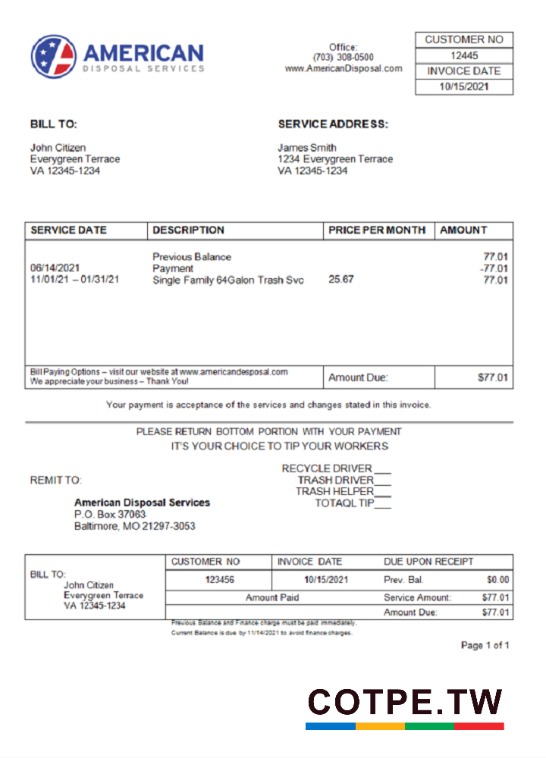 AMERICAN
DISPOSAL SERVICES
Office:
(703) 308-0500
www.AmericanDisposal.com
CUSTOMER NO
12445
INVOICE DATE
10/15/2021
BILL TO:
John Citizen
Everygreen Terrace
VA 12345-1234
SERVICE ADDRESS:
James Smith
1234 Everygreen Terrace
VA 12345-1234
SERVICE DATE DESCRIPTION PRICE PER MONTH AMOUNT
Previous Balance 77.01
06/14/2021 Payment -77.01
11/01/21 – 01/31/21 Single Family 64Galon Trash Svc 25.67 77.01
Bill Paying Options – visit our website at www.americandesposal.com
We appreciate your business – Thank You!
Amount Due: $77.01
Your payment is acceptance of the services and changes stated in this invoice.
PLEASE RETURN BOTTOM PORTION WITH YOUR PAYMENT
IT'S YOUR CHOICE TO TIP YOUR WORKERS
RECYCLE DRIVER ___
TRASH DRIVER___
TRASH HELPER___
TOTAQL TIP___
REMIT TO:
American Disposal Services
P.O. Box 37063
Baltimore, MO 21297-3053
BILL TO:
John Citizen
Everygreen Terrace
VA 12345-1234
CUSTOMER NO INVOICE DATE DUE UPON RECEIPT
123456 10/15/2021 Prev. Bal. $0.00
Amount Paid Service Amount: $77.01
Amount Due: $77.01
Previous Balance and Finance charge must be paid immediately.
Current Balance is due by 11/14/2021 to avoid finance charges.
Page 1 of 1
COTPE.TW